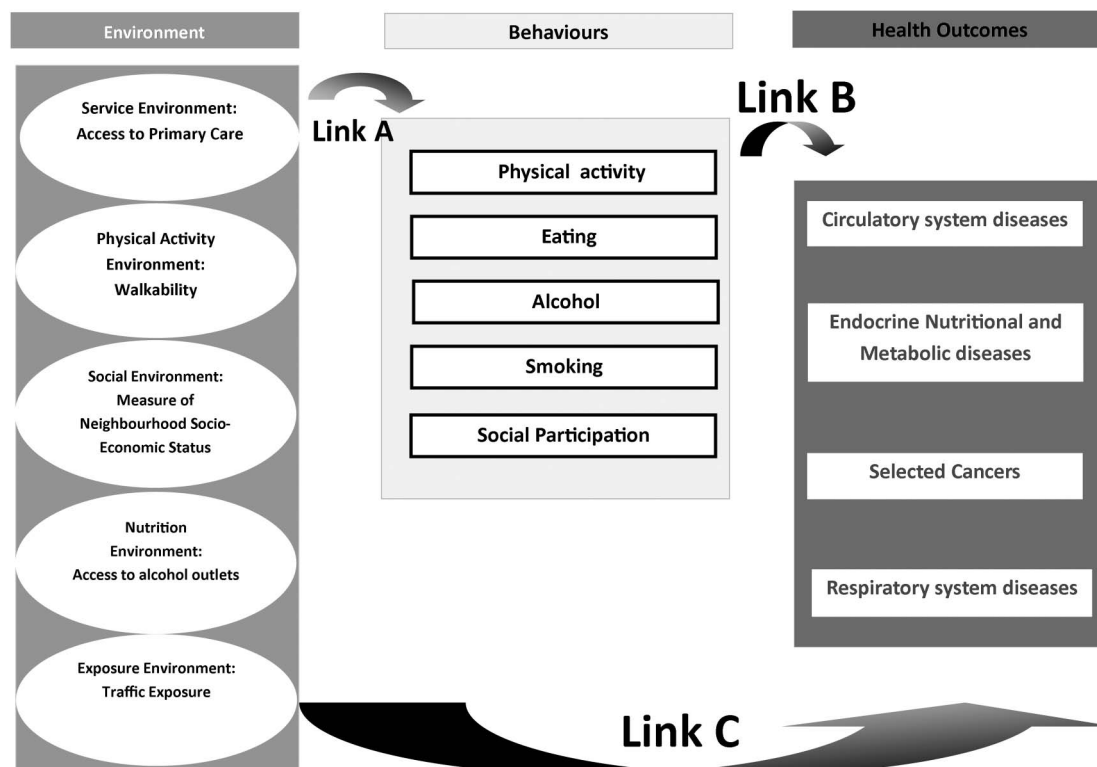 Environment
Service Environment:
Access to Primary Care
Physical Activity
Environment:
Walkability
Social Environment:
Measure of
Neighbourhood Socio-
Economic Status
Nutrition
Environment:
Access to alcohol outlets
Exposure Environment:
Traffic Exposure
Link A
Behaviours
Physical activity
Eating
Alcohol
Smoking
Social Participation
Link B
Health Outcomes
Circulatory system diseases
Endocrine Nutritional and
Metabolic diseases
Selected Cancers
Respiratory system diseases
Link C